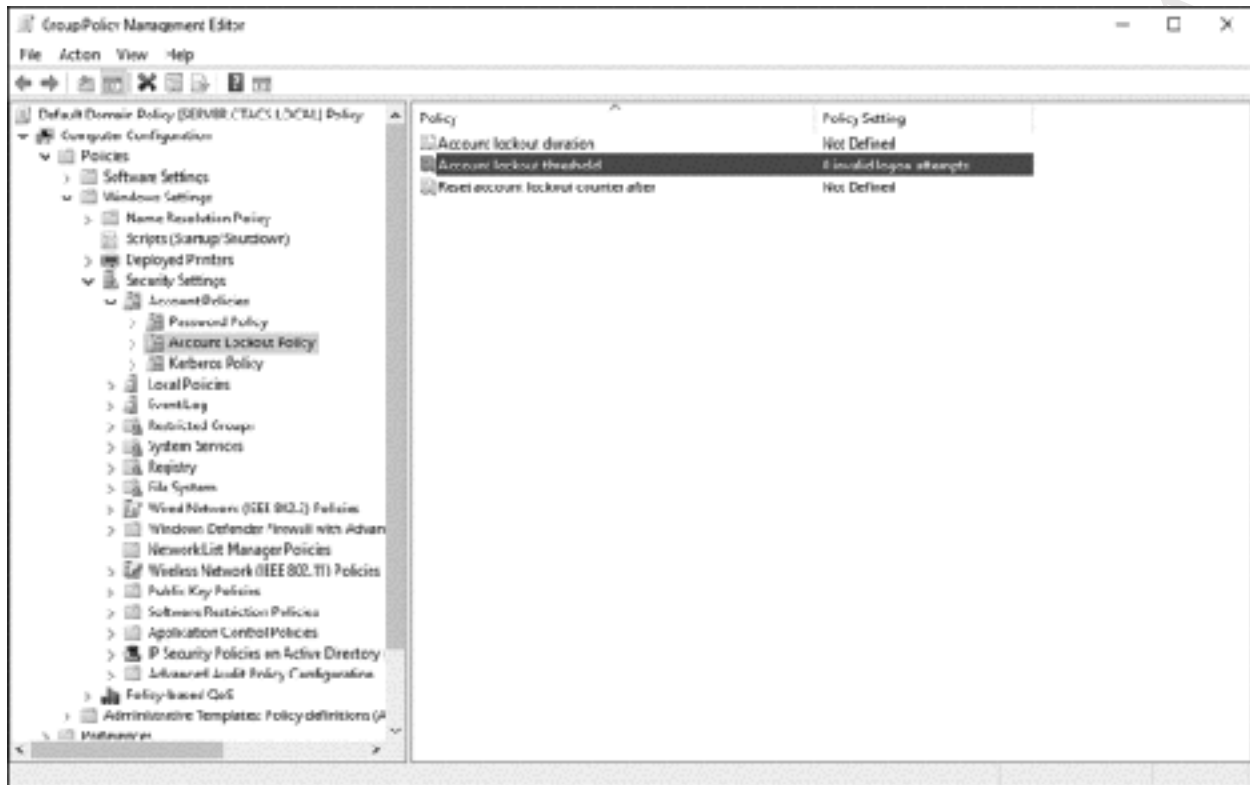 Group Policy Management Editor
File Action View Help
Default Domain Policy [SERVER.CTACS.LOCAL] Policy
Computer Configuration
Policies
Software Settings
Windows Settings
Name Resolution Policy
Scripts (Startup/Shutdown)
Deployed Printers
Security Settings
Account Policies
Password Policy
Account Lockout Policy
Kerberos Policy
Local Policies
Event Log
Restricted Groups
System Services
Registry
File System
Wired Network (IEEE 802.3) Policies
Windows Defender Firewall with Advan
Network List Manager Policies
Wireless Network (IEEE 802.11) Policies
Public Key Policies
Software Restriction Policies
Application Control Policies
IP Security Policies on Active Directory
Advanced Audit Policy Configuration
Policy-based QoS
Administrative Templates: Policy definitions (A
Preferences
Policy Policy Setting
Account lockout duration Not Defined
Account lockout threshold 0 invalid logon attempts
Reset account lockout counter after Not Defined